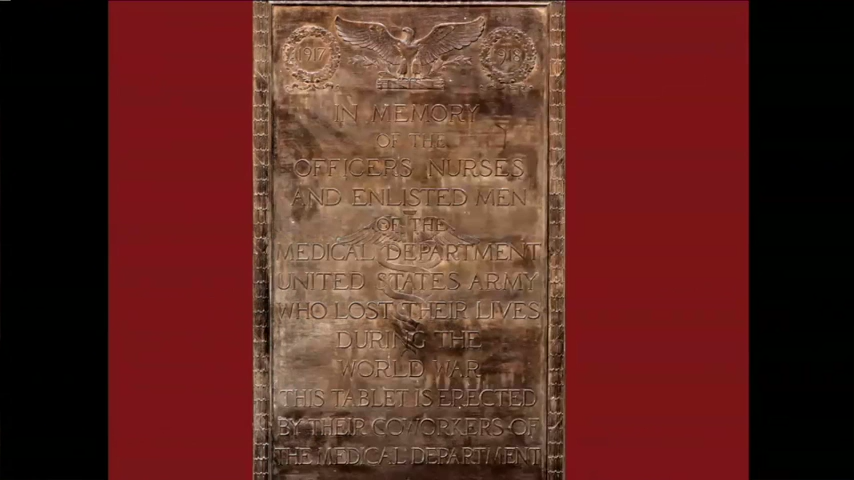 1917 1918
IN MEMORY
OF THE
OFFICERS NURSES
AND ENLISTED MEN
OF THE
MEDICAL DEPARTMENT
UNITED STATES ARMY
WHO LOST THEIR LIVES
DURING THE
WORLD WAR
THIS TABLET IS ERECTED
BY THEIR COWORKERS OF
THE MEDICAL DEPARTMENT